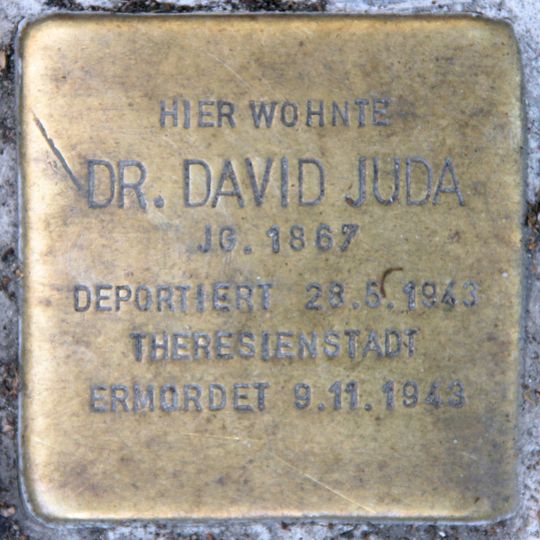 HIER WOHNTE
DR. DAVID JUDA
JG. 1867
DEPORTIERT 28.5.1943
THERESIENSTADT
ERMORDET 9.11.1943